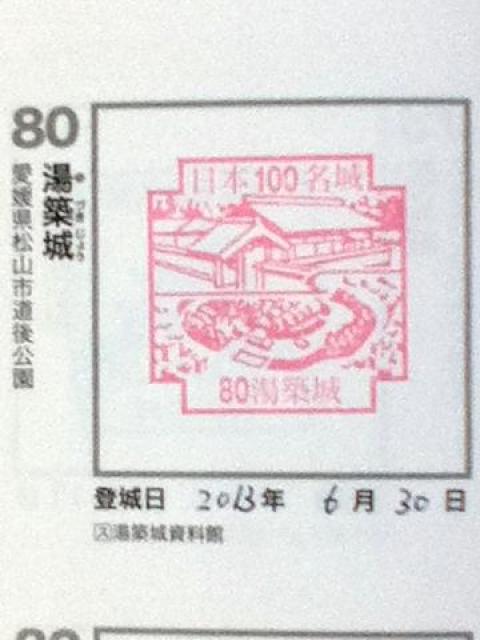 80
湯築城
ゆづきじょう
愛媛県松山市道後公園
日本100名城
80湯築城
登城日 2013年 6月 30日
ス湯築城資料館